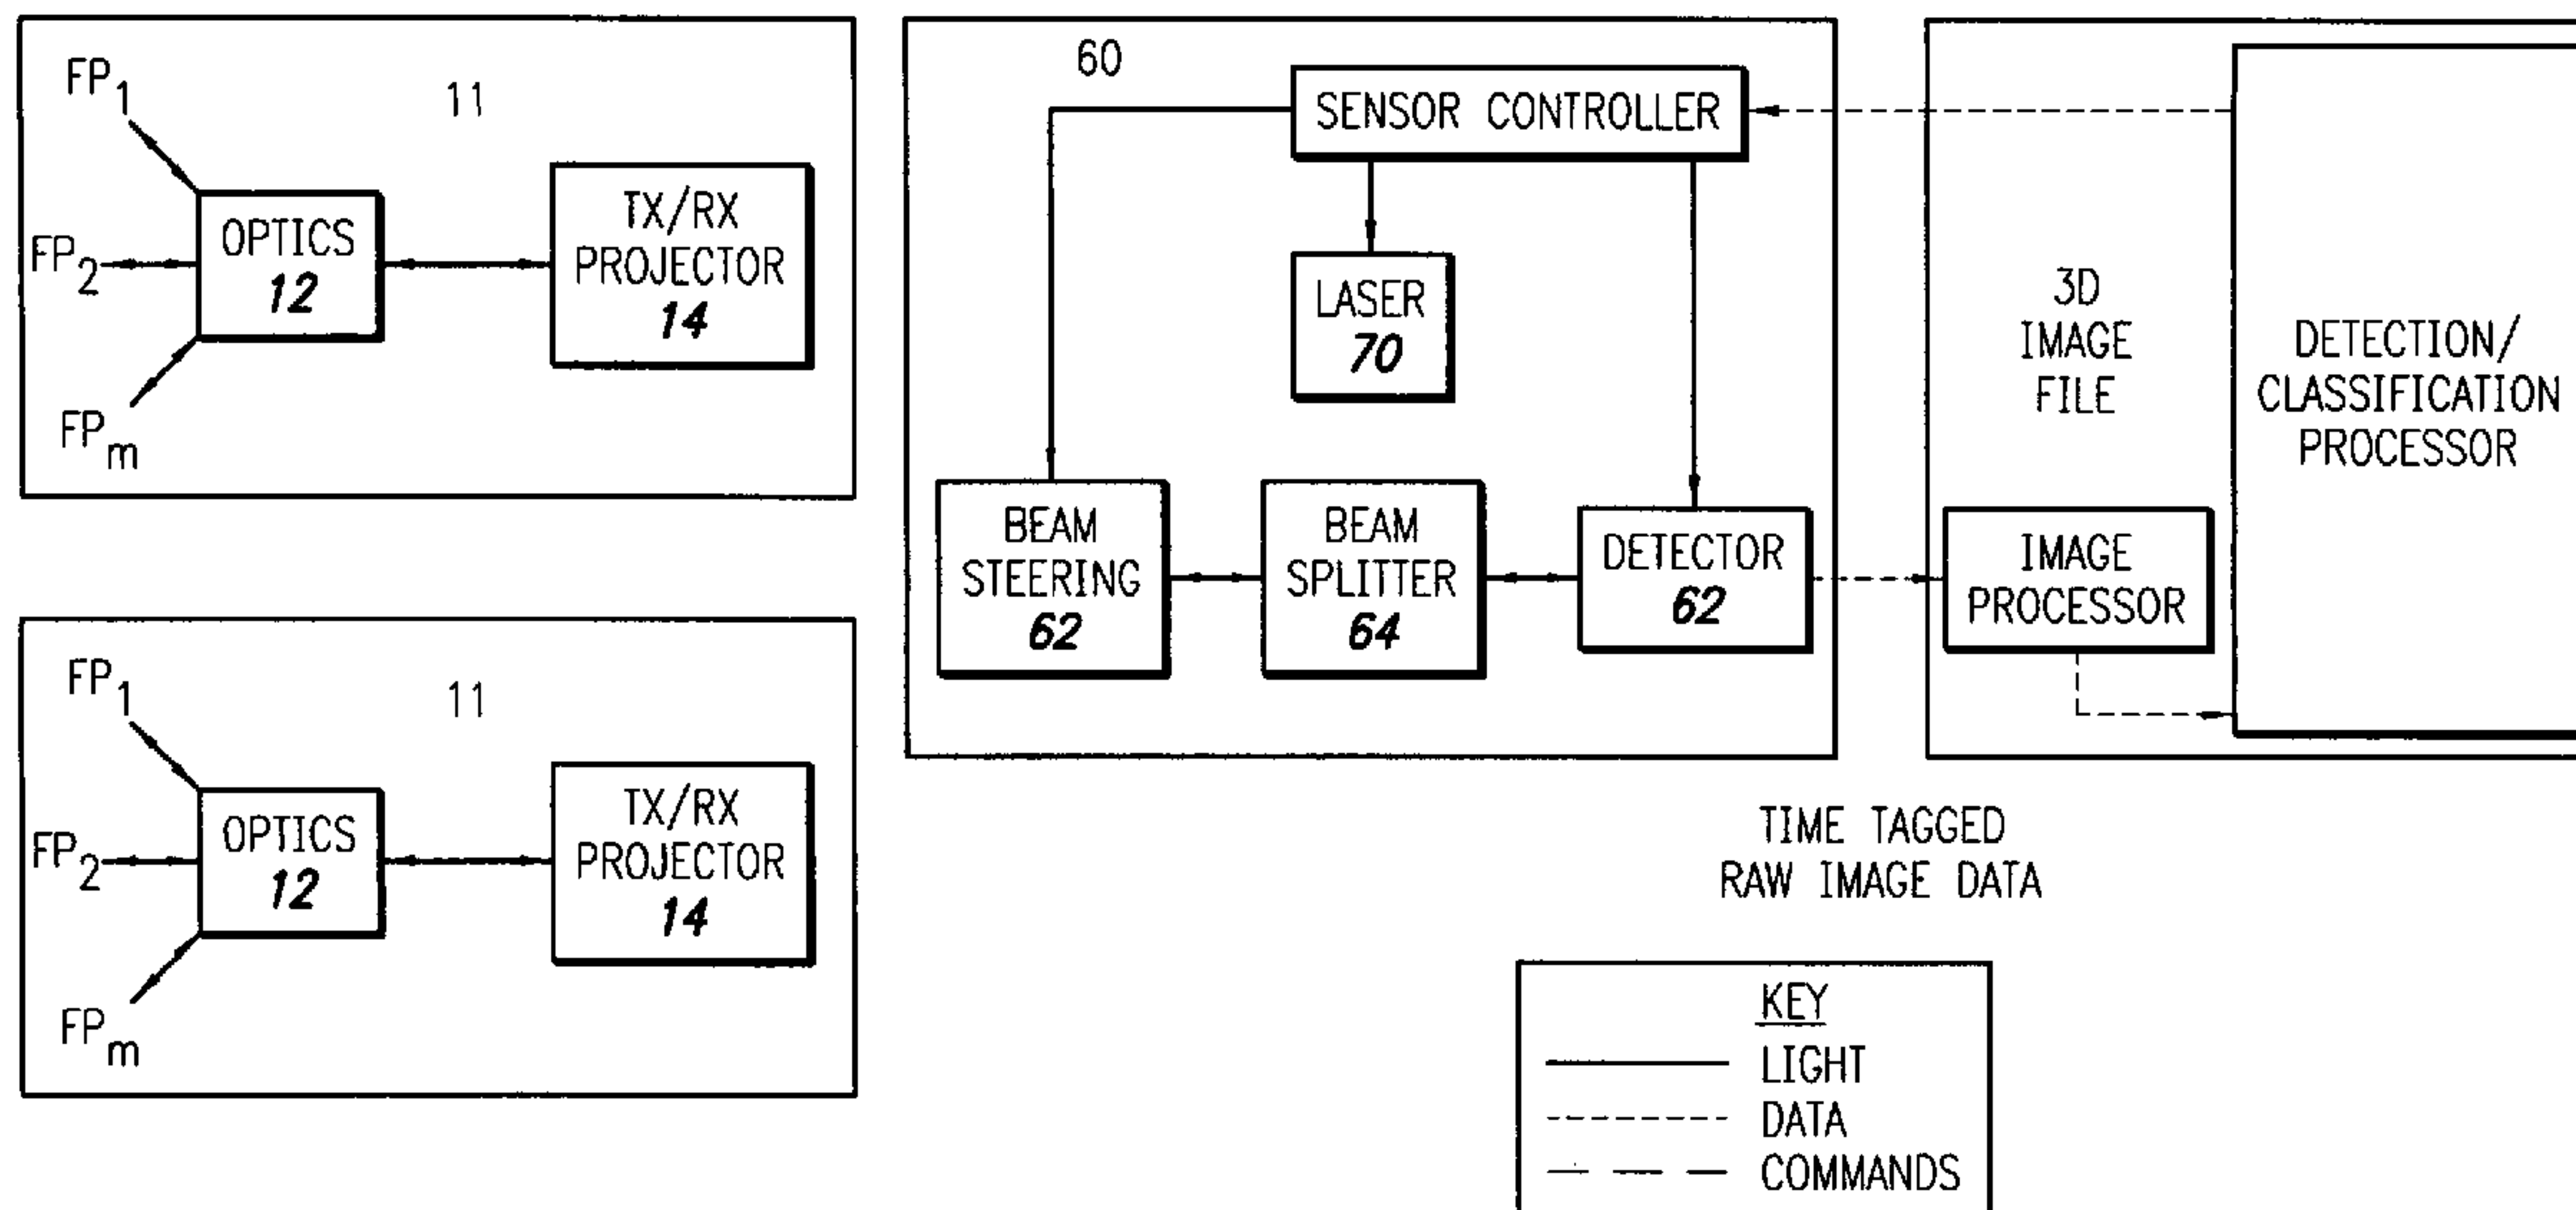 FP1
11
FP2
OPTICS
12
TX/RX
PROJECTOR
14
FPm
FP1
11
FP2
OPTICS
12
TX/RX
PROJECTOR
14
FPm
60
SENSOR CONTROLLER
LASER
70
BEAM
STEERING
62
BEAM
SPLITTER
64
DETECTOR
62
3D
IMAGE
FILE
IMAGE
PROCESSOR
DETECTION/
CLASSIFICATION
PROCESSOR
TIME TAGGED
RAW IMAGE DATA
KEY
LIGHT
DATA
COMMANDS